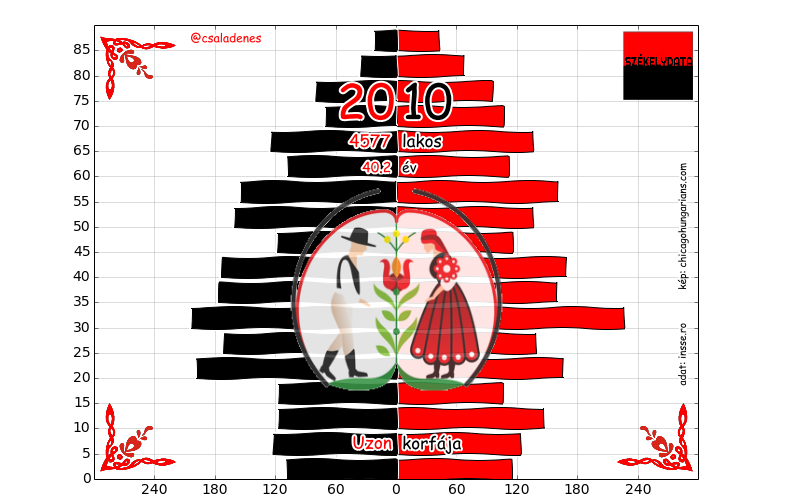 @csaladenes
SZÉKELYDATA
2010
4577 lakos
40.2 év
kép: chicagohungarians.com
adat: insse.ro
Uzon korfája
85
80
75
70
65
60
55
50
45
40
35
30
25
20
15
10
5
0
240 180 120 60 0 60 120 180 240